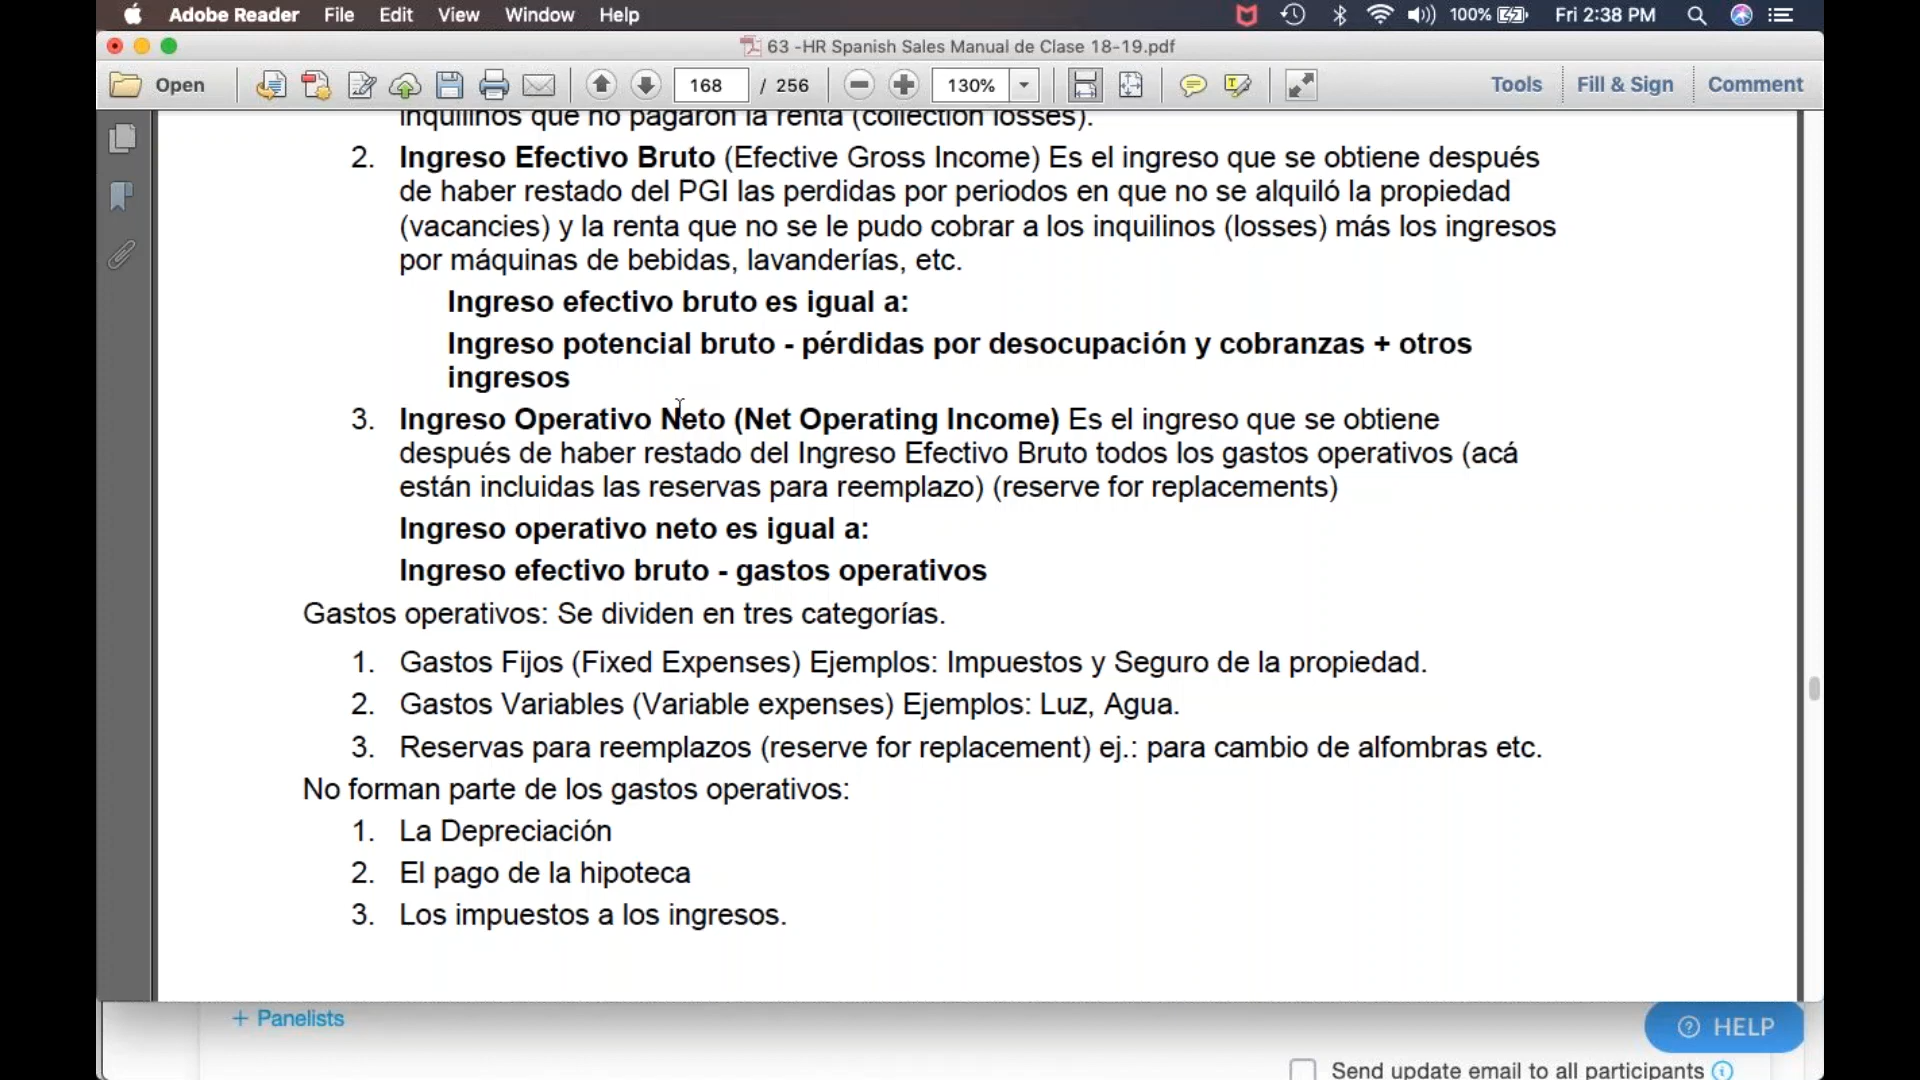 Adobe Reader File Edit View Window Help 100% Fri 2:38 PM
63 -HR Spanish Sales Manual de Clase 18-19.pdf
Open 168 / 256 130% Tools Fill & Sign Comment
inquilinos que no pagaron la renta (collection losses).
2. Ingreso Efectivo Bruto (Efective Gross Income) Es el ingreso que se obtiene después
de haber restado del PGI las perdidas por periodos en que no se alquiló la propiedad
(vacancies) y la renta que no se le pudo cobrar a los inquilinos (losses) más los ingresos
por máquinas de bebidas, lavanderías, etc.
Ingreso efectivo bruto es igual a:
Ingreso potencial bruto - pérdidas por desocupación y cobranzas + otros
ingresos
3. Ingreso Operativo Neto (Net Operating Income) Es el ingreso que se obtiene
después de haber restado del Ingreso Efectivo Bruto todos los gastos operativos (acá
están incluidas las reservas para reemplazo) (reserve for replacements)
Ingreso operativo neto es igual a:
Ingreso efectivo bruto - gastos operativos
Gastos operativos: Se dividen en tres categorías.
1. Gastos Fijos (Fixed Expenses) Ejemplos: Impuestos y Seguro de la propiedad.
2. Gastos Variables (Variable expenses) Ejemplos: Luz, Agua.
3. Reservas para reemplazos (reserve for replacement) ej.: para cambio de alfombras etc.
No forman parte de los gastos operativos:
1. La Depreciación
2. El pago de la hipoteca
3. Los impuestos a los ingresos.
+ Panelists
HELP
Send update email to all participants